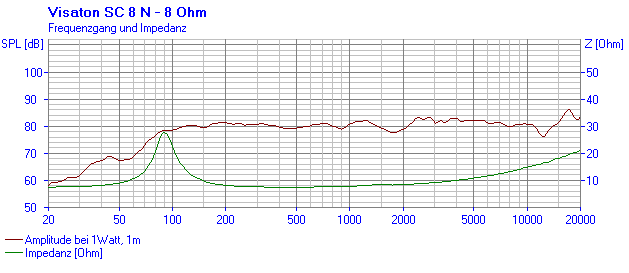 Visaton SC 8 N - 8 Ohm
Frequenzgang und Impedanz
SPL [dB] Z [Ohm]
100 50
90 40
80 30
70 20
60 10
50
20 50 100 200 500 1000 2000 5000 10000 20000
Amplitude bei 1Watt, 1m
Impedanz [Ohm]